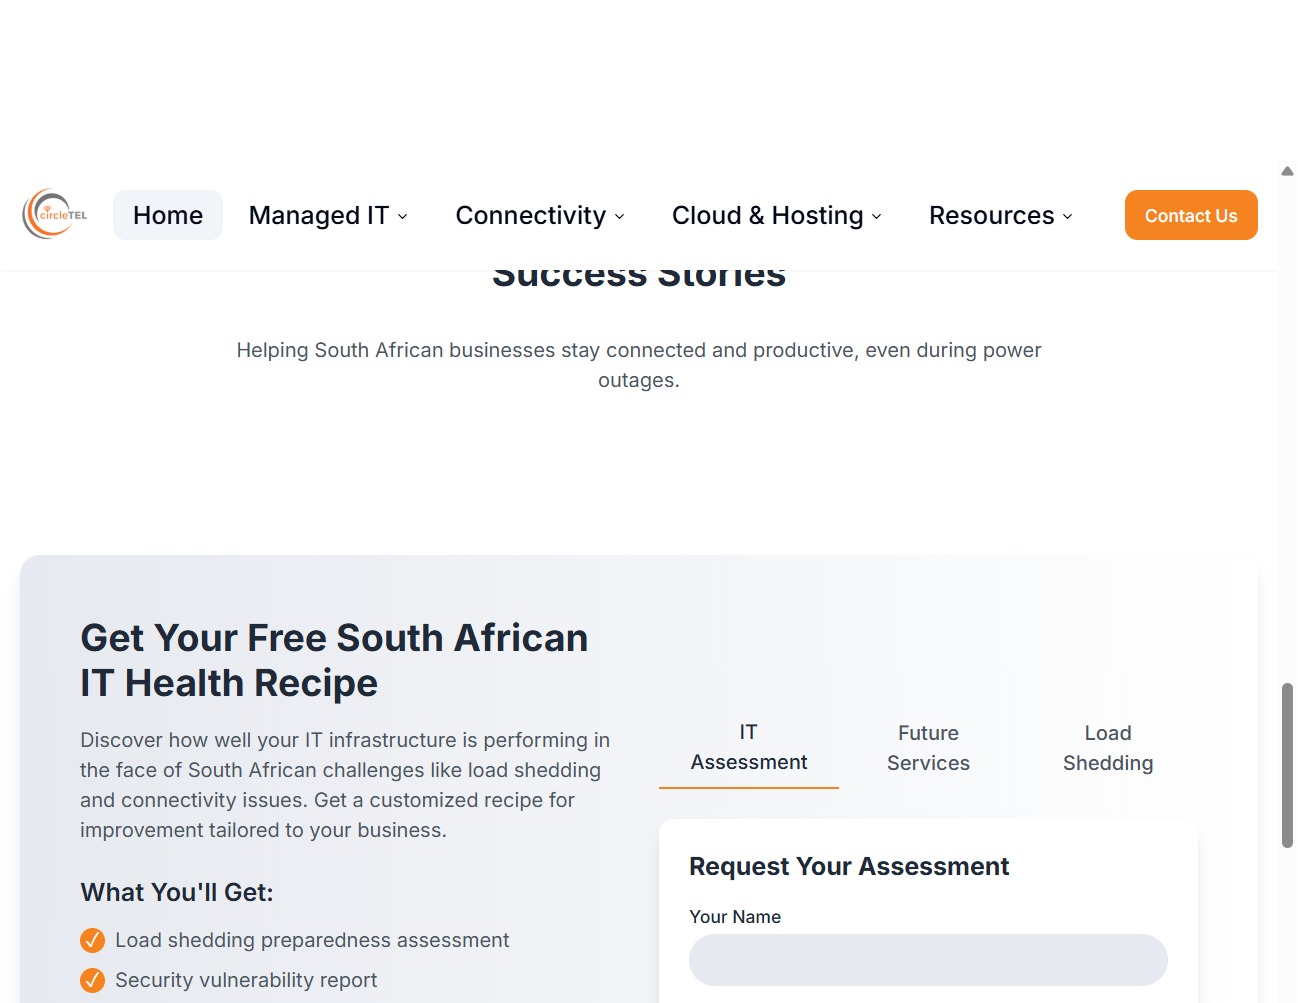 circleTEL
Home
Managed IT
Connectivity
Cloud & Hosting
Resources
Contact Us
Success Stories
Helping South African businesses stay connected and productive, even during power
outages.
Get Your Free South African
IT Health Recipe
Discover how well your IT infrastructure is performing in
the face of South African challenges like load shedding
and connectivity issues. Get a customized recipe for
improvement tailored to your business.
What You'll Get:
Load shedding preparedness assessment
Security vulnerability report
IT
Assessment
Future
Services
Load
Shedding
Request Your Assessment
Your Name